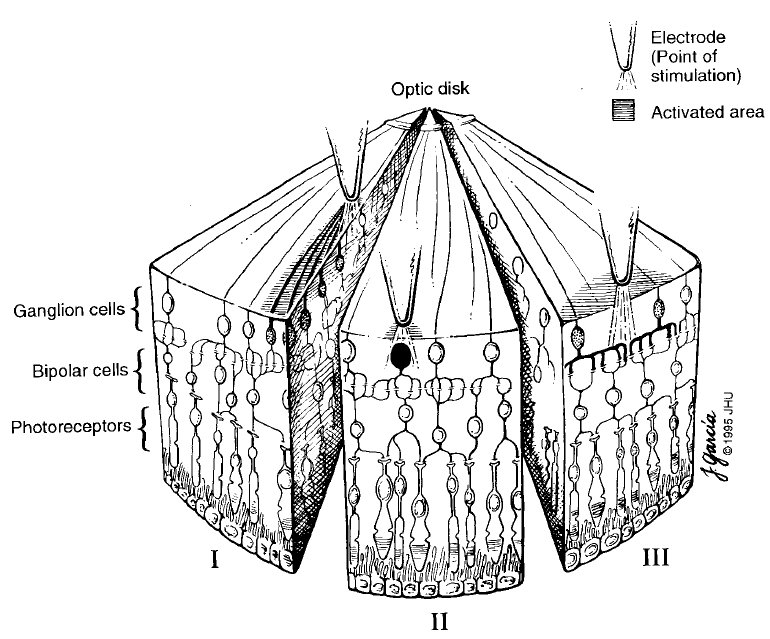 Electrode
(Point of
stimulation)
Activated area
Optic disk
Ganglion cells
Bipolar cells
Photoreceptors
I
II
III
J. Garcia
© 1995 JHU